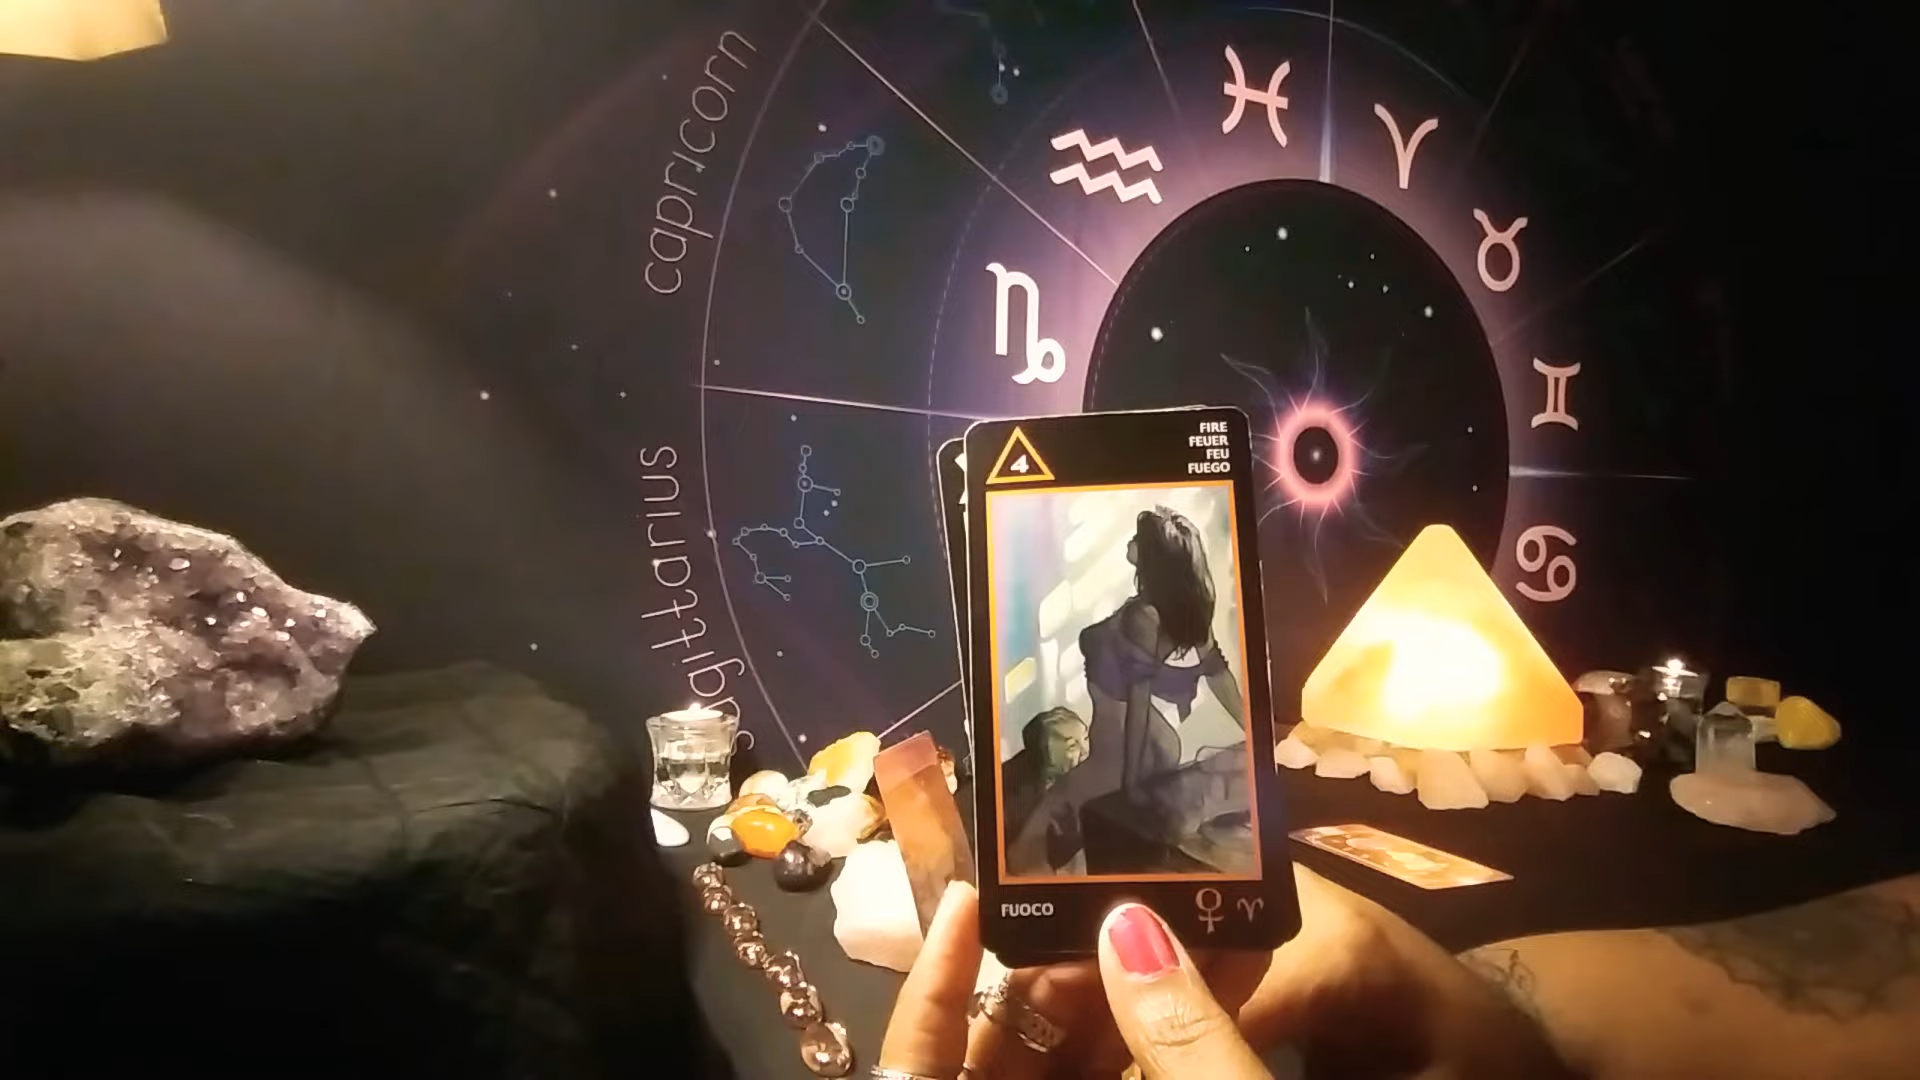 capricorn
sagittarius
4
FIRE
FEUER
FEU
FUEGO
FUOCO